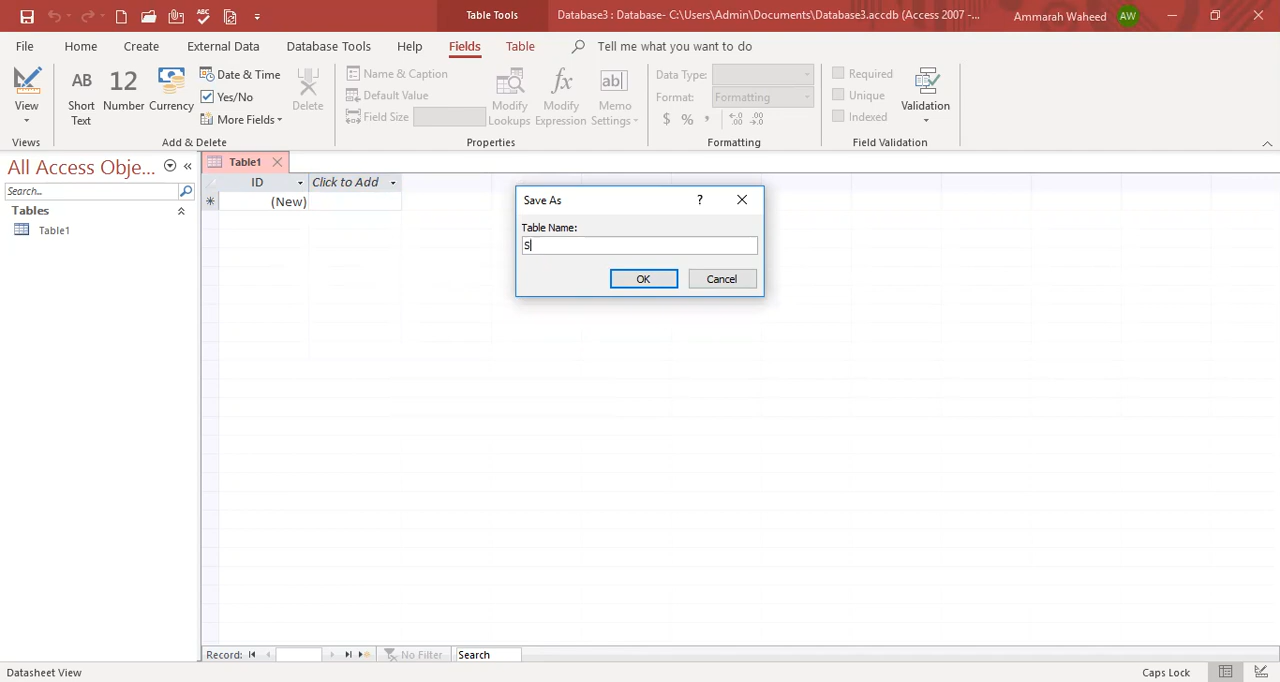 ABC
Table Tools
Database3 : Database- C:\Users\Admin\Documents\Database3.accdb (Access 2007 -...
Ammarah Waheed
AW
File
Home
Create
External Data
Database Tools
Help
Fields
Table
Tell me what you want to do
View
Views
AB
Short
Text
12
Number
Currency
Date & Time
Yes/No
More Fields
Delete
Add & Delete
Name & Caption
Default Value
Field Size
Modify
Lookups
fx
Modify
Expression
ab
Memo
Settings
Properties
Data Type:
Format: Formatting
$ % , .00 .00
Formatting
Required
Unique
Indexed
Validation
Field Validation
All Access Obje...
Search...
Tables
Table1
Table1
ID
Click to Add
(New)
Save As
?
Table Name:
S
OK
Cancel
Record:
No Filter
Search
Datasheet View
Caps Lock